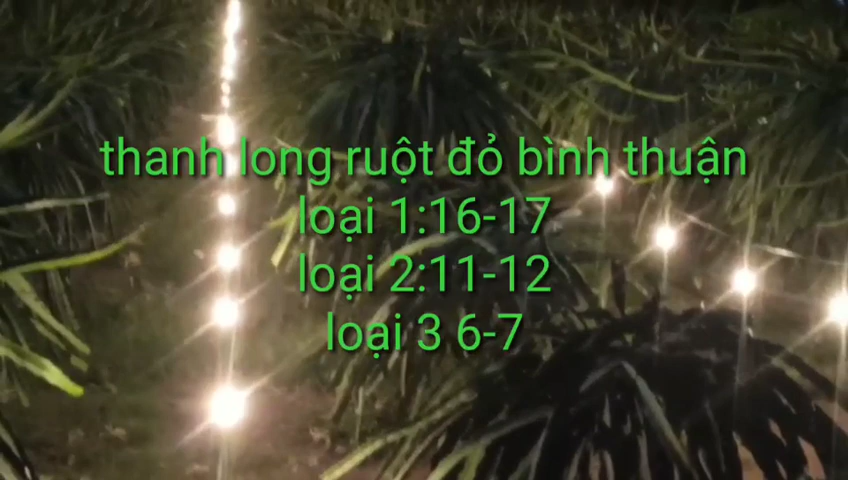 thanh long ruột đỏ bình thuận
loại 1:16-17
loại 2:11-12
loại 3 6-7